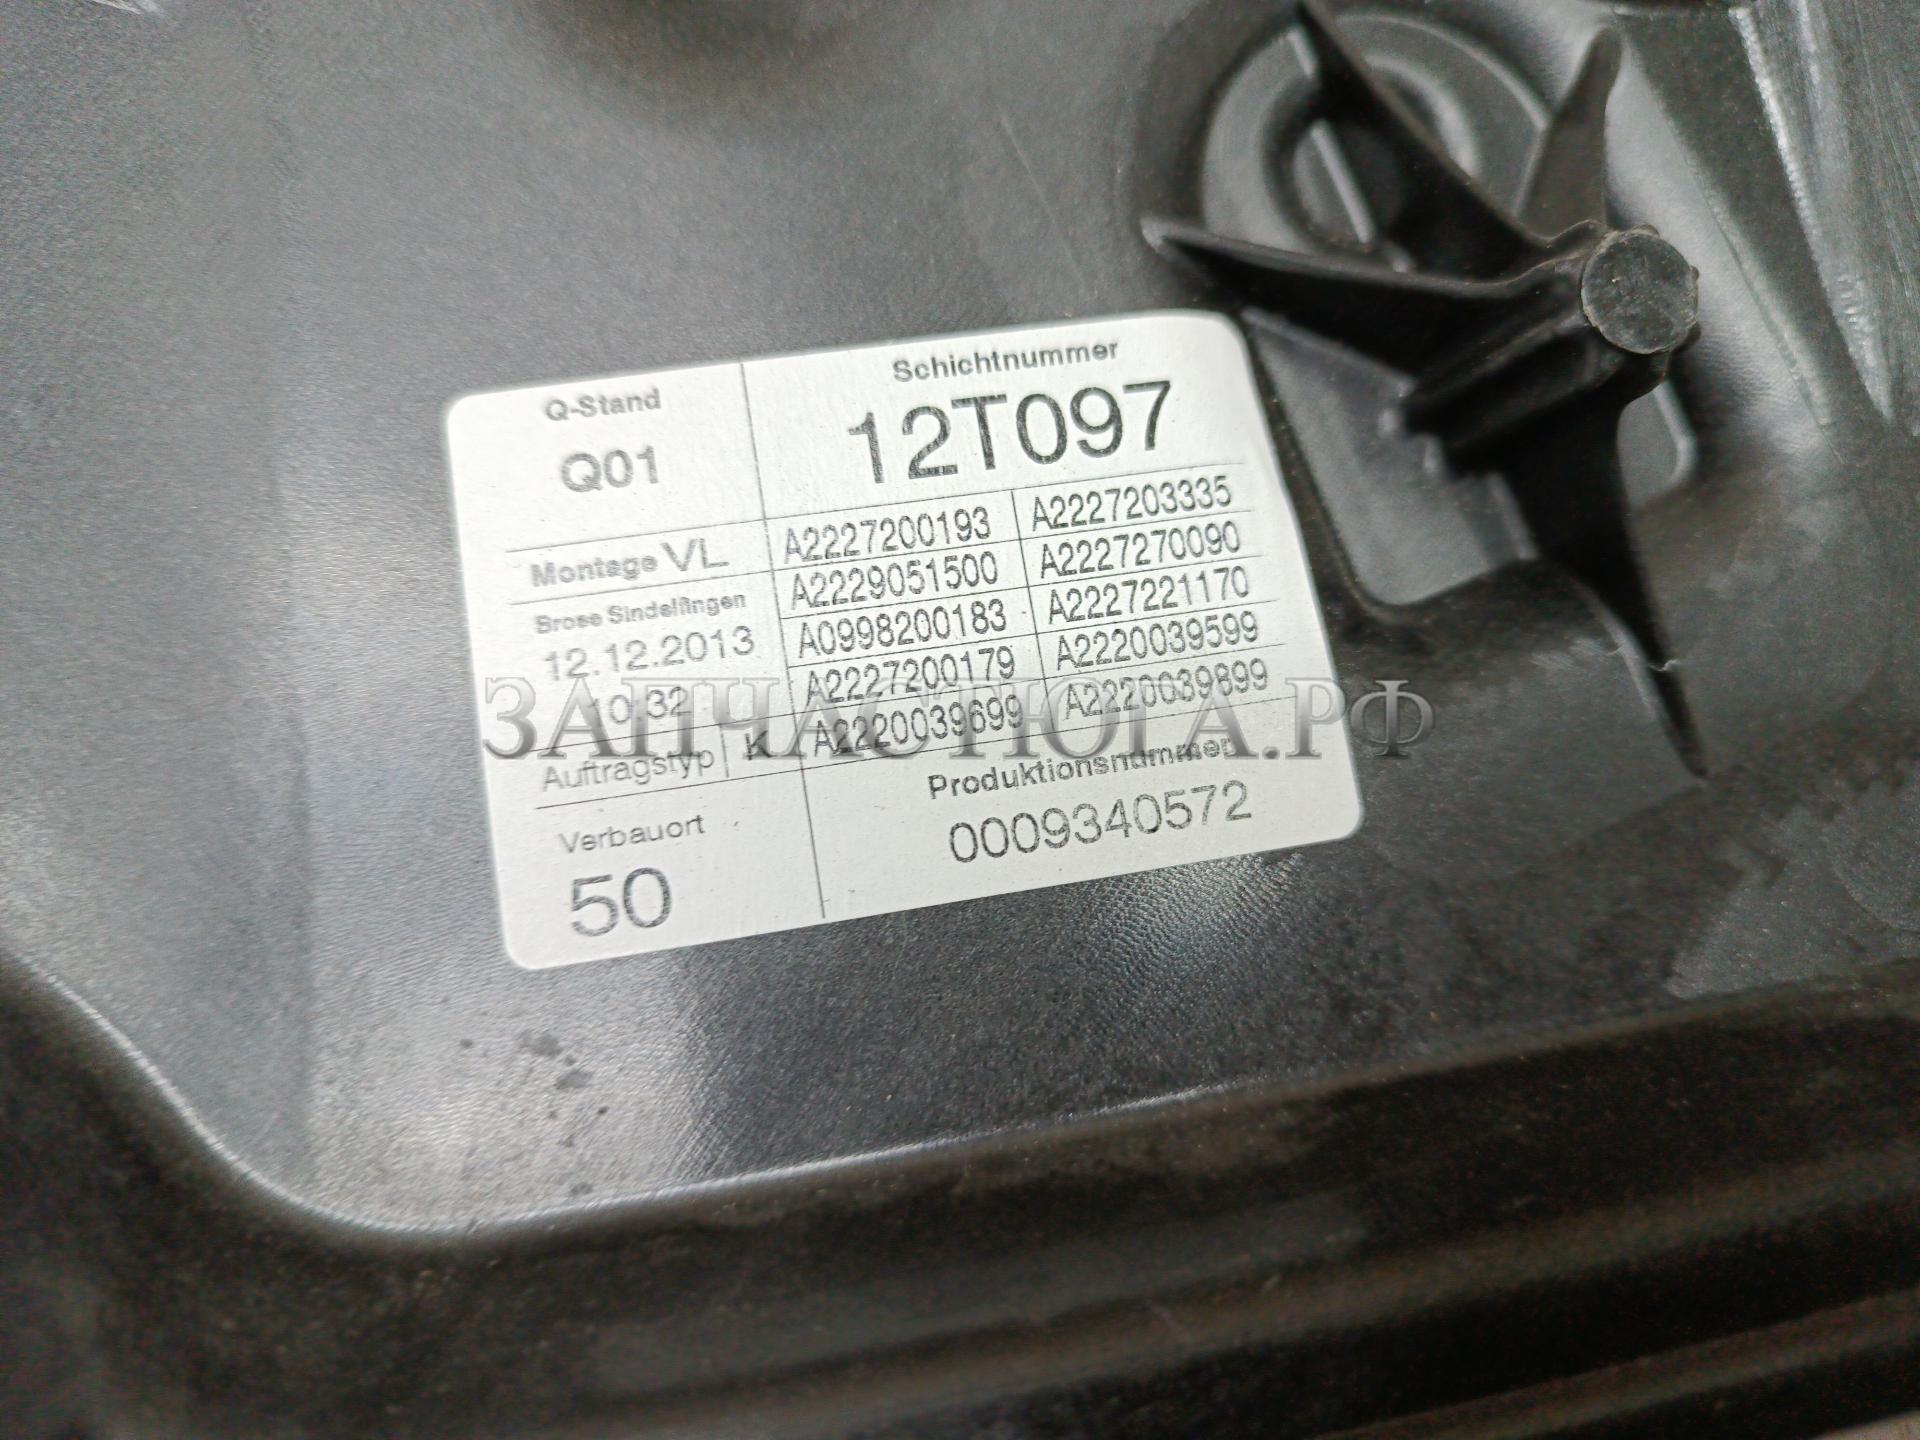 Q-Stand
Q01
Schichtnummer
12T097
Montage VL
Brose Sindelfingen
12.12.2013
10:32
Auftragstyp K
A2227200193 A2227203335
A2229051500 A2227270090
A0998200183 A2227221170
A2227200179 A2220039599
A2220039699 A2220039899
Verbauort
50
Produktionsnummer
0009340572
ЗАПЧАСТЮГА.РФ